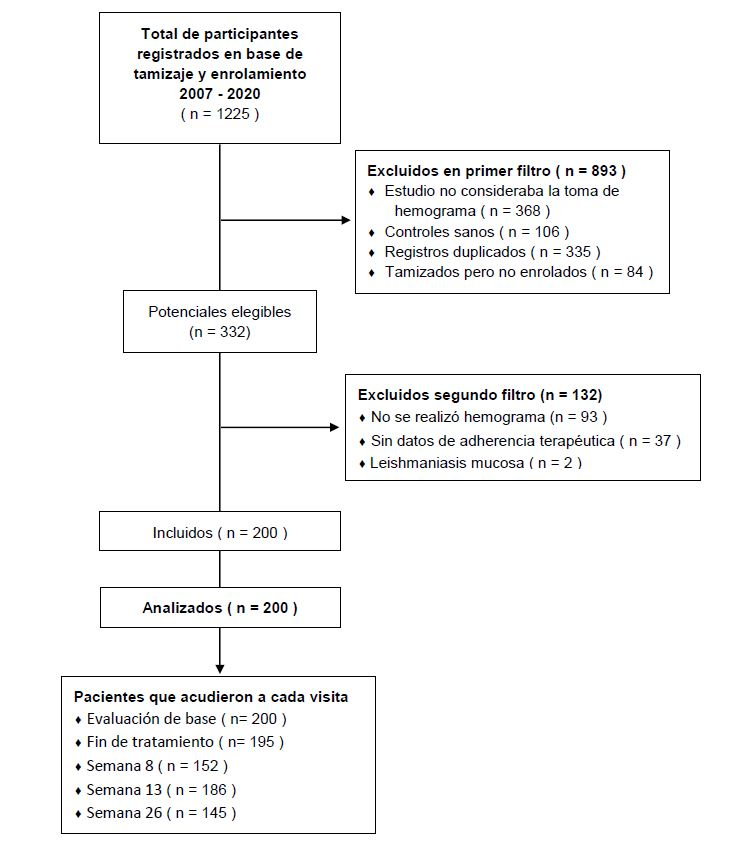 Total de participantes
registrados en base de
tamizaje y enrolamiento
2007 - 2020
( n = 1225 )
Excluidos en primer filtro ( n = 893 )
♦ Estudio no consideraba la toma de
hemograma ( n = 368 )
♦ Controles sanos ( n = 106 )
♦ Registros duplicados ( n = 335 )
♦ Tamizados pero no enrolados ( n = 84 )
Potenciales elegibles
(n = 332)
Excluidos segundo filtro (n = 132)
♦ No se realizó hemograma (n = 93 )
♦ Sin datos de adherencia terapéutica ( n = 37 )
♦ Leishmaniasis mucosa ( n = 2 )
Incluidos ( n = 200 )
Analizados ( n = 200 )
Pacientes que acudieron a cada visita
♦ Evaluación de base ( n= 200 )
♦ Fin de tratamiento ( n= 195 )
♦ Semana 8 ( n = 152 )
♦ Semana 13 ( n = 186 )
♦ Semana 26 ( n = 145 )